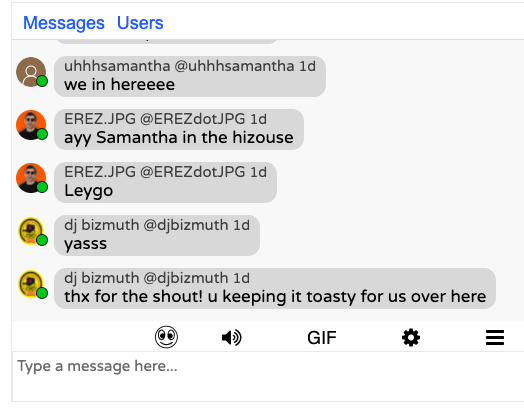 Messages Users
uhhhsamantha @uhhhsamantha 1d
we in hereeee
EREZ.JPG @EREZdotJPG 1d
ayy Samantha in the hizouse
EREZ.JPG @EREZdotJPG 1d
Leygo
dj bizmuth @djbizmuth 1d
yasss
dj bizmuth @djbizmuth 1d
thx for the shout! u keeping it toasty for us over here
GIF
Type a message here...